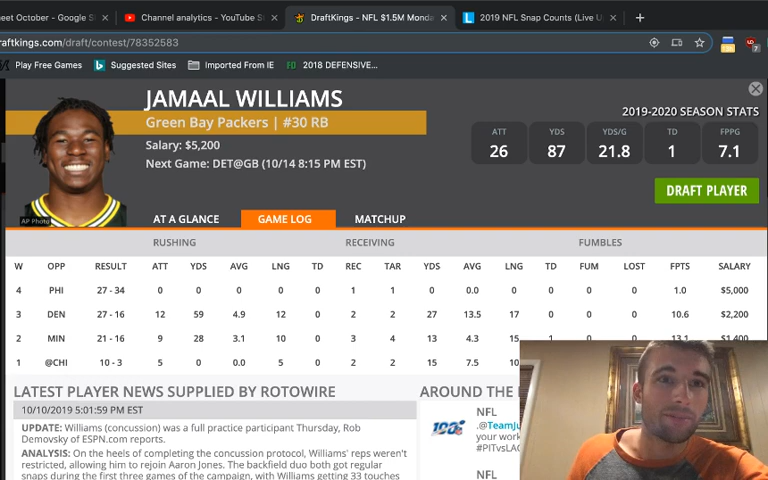 eet October - Google S
Channel analytics - YouTube S
DraftKings - NFL $1.5M Monda
2019 NFL Snap Counts (Live U
raftkings.com/draft/contest/78352583
Play Free Games
Suggested Sites
Imported From IE
2018 DEFENSIVE...
JAMAAL WILLIAMS
Green Bay Packers | #30 RB
Salary: $5,200
Next Game: DET@GB (10/14 8:15 PM EST)
2019-2020 SEASON STATS
ATT YDS YDS/G TD FPPG
26 87 21.8 1 7.1
DRAFT PLAYER
AP Photo
AT A GLANCE GAME LOG MATCHUP
RUSHING RECEIVING FUMBLES
W OPP RESULT ATT YDS AVG LNG TD REC TAR YDS AVG LNG TD FUM LOST FPTS SALARY
4 PHI 27 - 34 0 0 0 0 0 1 1 0 0.0 0 0 0 0 1.0 $5,000
3 DEN 27 - 16 12 59 4.9 12 0 2 2 27 13.5 17 0 0 0 10.6 $2,200
2 MIN 21 - 16 9 28 3.1 10 0 3 4 13 4.3 15 1 0 0 13.1 $1,400
1 @CHI 10 - 3 5 0 0.0 5 0 2 2 15 7.5 10
LATEST PLAYER NEWS SUPPLIED BY ROTOWIRE
10/10/2019 5:01:59 PM EST
UPDATE: Williams (concussion) was a full practice participant Thursday, Rob
Demovsky of ESPN.com reports.
ANALYSIS: On the heels of completing the concussion protocol, Williams' reps weren't
restricted, allowing him to rejoin Aaron Jones. The backfield duo both got regular
snaps during the first three games of the campaign, with Williams getting 33 touches
AROUND THE
NFL
.@TeamJu
your work
#PITvsLAC
NFL